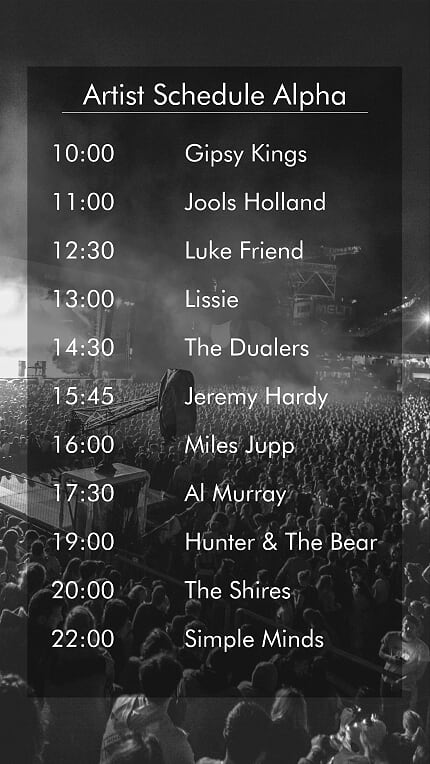 Artist Schedule Alpha
10:00 Gipsy Kings
11:00 Jools Holland
12:30 Luke Friend
13:00 Lissie
14:30 The Dualers
15:45 Jeremy Hardy
16:00 Miles Jupp
17:30 Al Murray
19:00 Hunter & The Bear
20:00 The Shires
22:00 Simple Minds